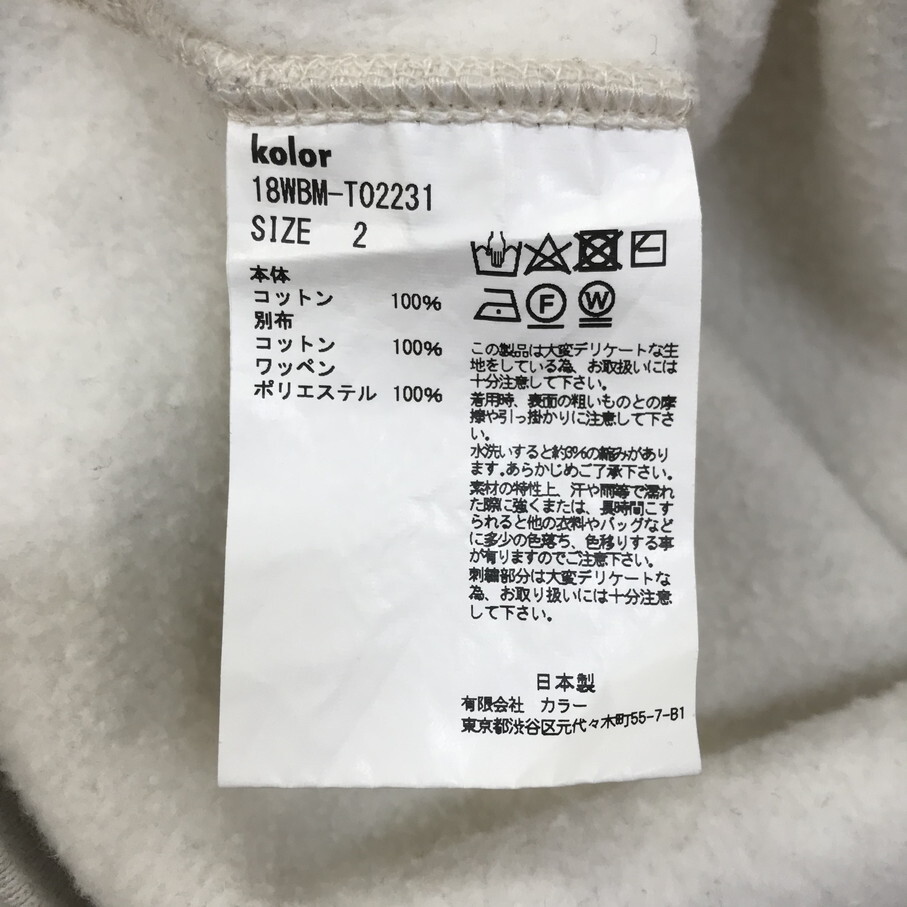 kolor
18WBM-T02231
SIZE 2
本体
コットン 100%
別布
コットン 100%
ワッペン
ポリエステル 100%
F
W
この製品は大変デリケートな生
地をしている為、お取扱いには
十分注意して下さい。
着用時、表面の粗いものとの摩
擦や引っ掛かりに注意して下さ
い。
水洗いすると約3%の縮みがあり
ます。あらかじめご了承下さい。
素材の特性上、汗や雨等で濡れ
た際に強くまたは、長時間こす
られると他の衣料やバッグなど
に多少の色落ち、色移りする事
が有りますのでご注意下さい。
刺繍部分は大変デリケートな
為、お取り扱いには十分注意
して下さい。
日本製
有限会社 カラー
東京都渋谷区元代々木町55-7-B1